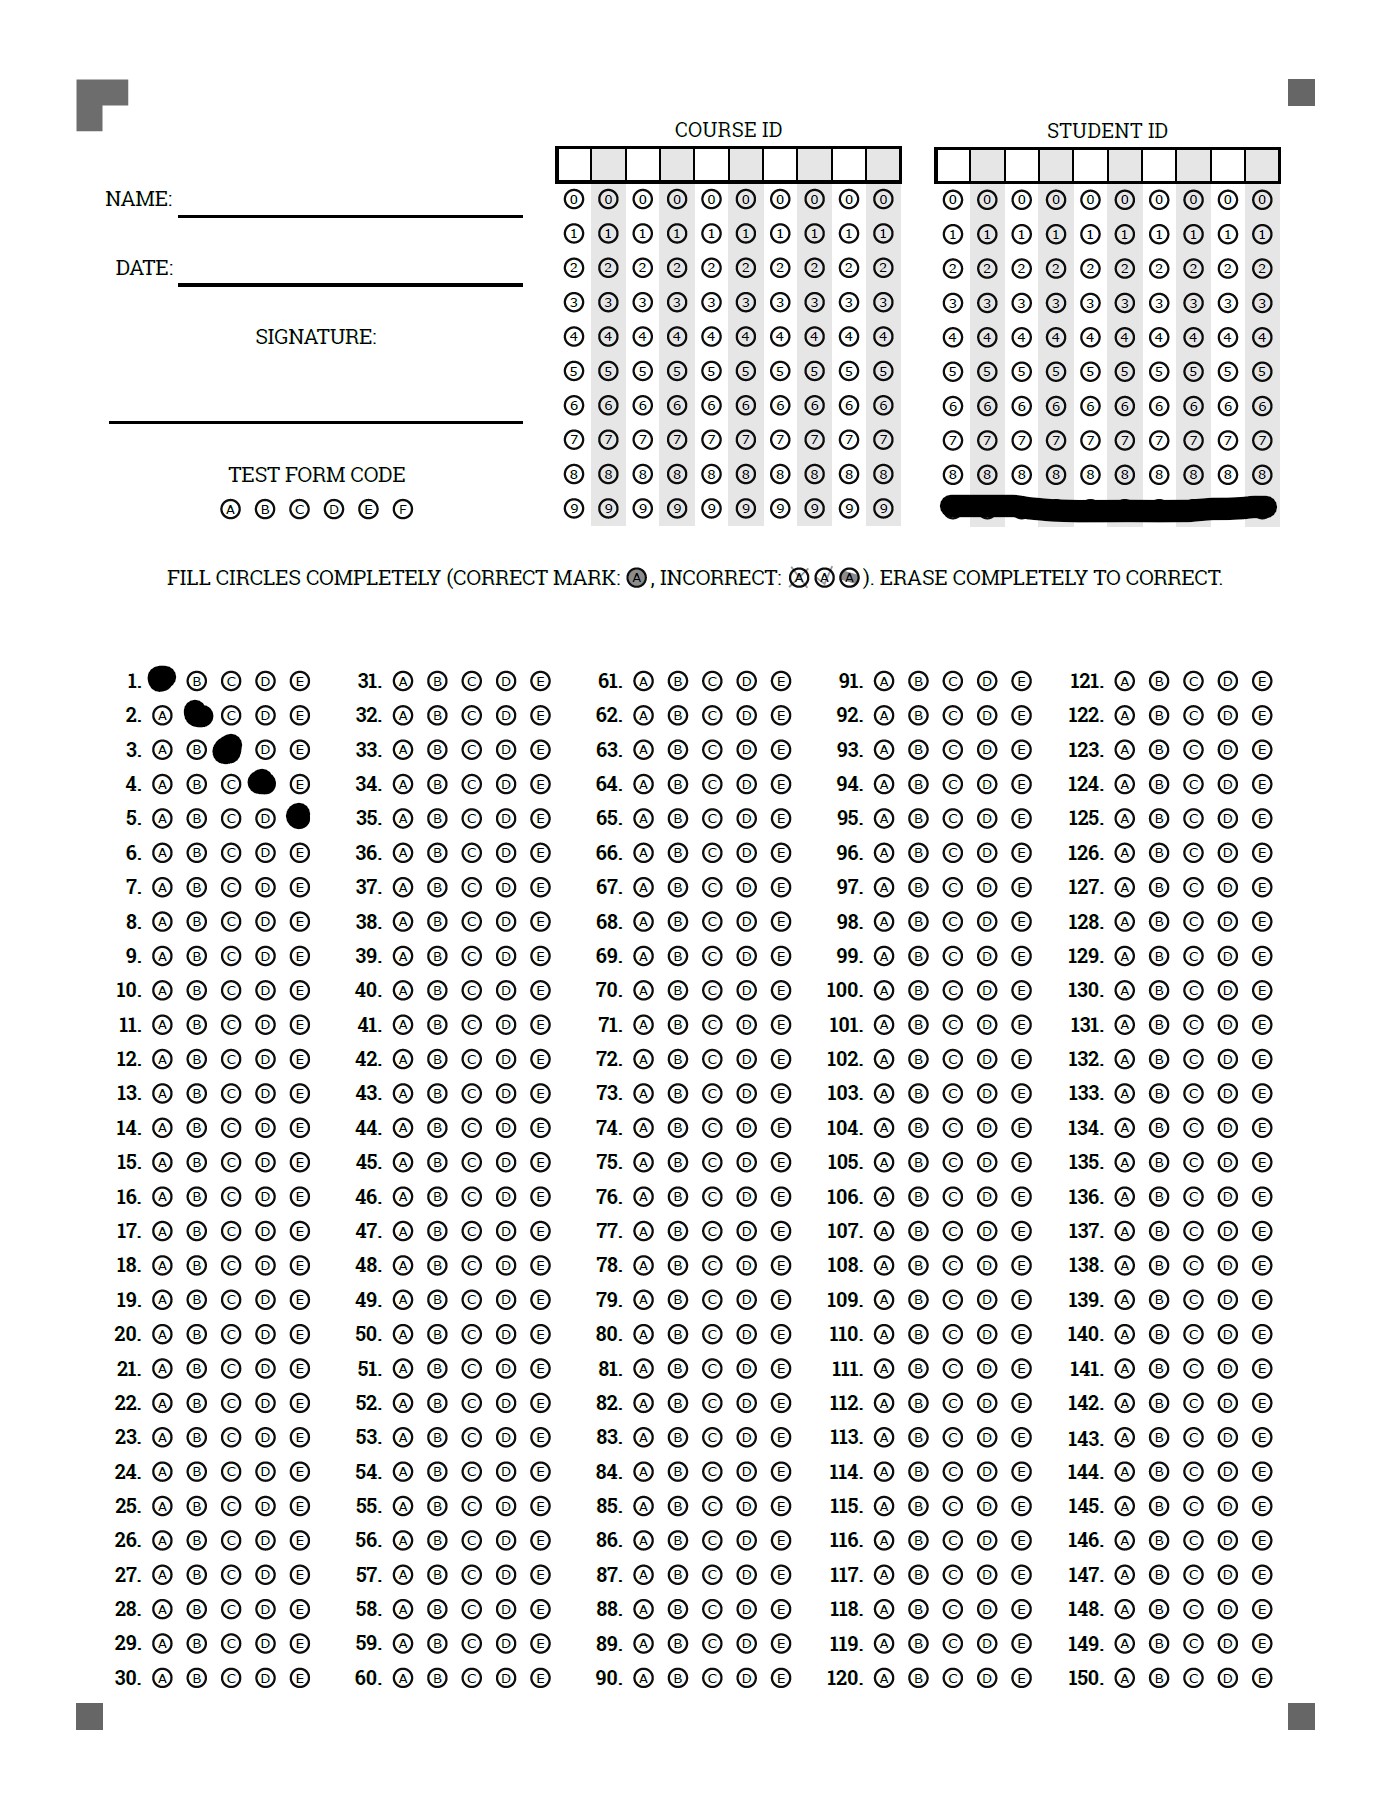 COURSE ID
STUDENT ID
NAME:
DATE:
SIGNATURE:
TEST FORM CODE
A B C D E F
0 0 0 0 0 0 0 0 0 0
1 1 1 1 1 1 1 1 1 1
2 2 2 2 2 2 2 2 2 2
3 3 3 3 3 3 3 3 3 3
4 4 4 4 4 4 4 4 4 4
5 5 5 5 5 5 5 5 5 5
6 6 6 6 6 6 6 6 6 6
7 7 7 7 7 7 7 7 7 7
8 8 8 8 8 8 8 8 8 8
9 9 9 9 9 9 9 9 9 9
0 0 0 0 0 0 0 0 0 0
1 1 1 1 1 1 1 1 1 1
2 2 2 2 2 2 2 2 2 2
3 3 3 3 3 3 3 3 3 3
4 4 4 4 4 4 4 4 4 4
5 5 5 5 5 5 5 5 5 5
6 6 6 6 6 6 6 6 6 6
7 7 7 7 7 7 7 7 7 7
8 8 8 8 8 8 8 8 8 8
FILL CIRCLES COMPLETELY (CORRECT MARK: A, INCORRECT: A A A). ERASE COMPLETELY TO CORRECT.
1. B C D E
2. A C D E
3. A B D E
4. A B C E
5. A B C D
6. A B C D E
7. A B C D E
8. A B C D E
9. A B C D E
10. A B C D E
11. A B C D E
12. A B C D E
13. A B C D E
14. A B C D E
15. A B C D E
16. A B C D E
17. A B C D E
18. A B C D E
19. A B C D E
20. A B C D E
21. A B C D E
22. A B C D E
23. A B C D E
24. A B C D E
25. A B C D E
26. A B C D E
27. A B C D E
28. A B C D E
29. A B C D E
30. A B C D E
31. A B C D E
32. A B C D E
33. A B C D E
34. A B C D E
35. A B C D E
36. A B C D E
37. A B C D E
38. A B C D E
39. A B C D E
40. A B C D E
41. A B C D E
42. A B C D E
43. A B C D E
44. A B C D E
45. A B C D E
46. A B C D E
47. A B C D E
48. A B C D E
49. A B C D E
50. A B C D E
51. A B C D E
52. A B C D E
53. A B C D E
54. A B C D E
55. A B C D E
56. A B C D E
57. A B C D E
58. A B C D E
59. A B C D E
60. A B C D E
61. A B C D E
62. A B C D E
63. A B C D E
64. A B C D E
65. A B C D E
66. A B C D E
67. A B C D E
68. A B C D E
69. A B C D E
70. A B C D E
71. A B C D E
72. A B C D E
73. A B C D E
74. A B C D E
75. A B C D E
76. A B C D E
77. A B C D E
78. A B C D E
79. A B C D E
80. A B C D E
81. A B C D E
82. A B C D E
83. A B C D E
84. A B C D E
85. A B C D E
86. A B C D E
87. A B C D E
88. A B C D E
89. A B C D E
90. A B C D E
91. A B C D E
92. A B C D E
93. A B C D E
94. A B C D E
95. A B C D E
96. A B C D E
97. A B C D E
98. A B C D E
99. A B C D E
100. A B C D E
101. A B C D E
102. A B C D E
103. A B C D E
104. A B C D E
105. A B C D E
106. A B C D E
107. A B C D E
108. A B C D E
109. A B C D E
110. A B C D E
111. A B C D E
112. A B C D E
113. A B C D E
114. A B C D E
115. A B C D E
116. A B C D E
117. A B C D E
118. A B C D E
119. A B C D E
120. A B C D E
121. A B C D E
122. A B C D E
123. A B C D E
124. A B C D E
125. A B C D E
126. A B C D E
127. A B C D E
128. A B C D E
129. A B C D E
130. A B C D E
131. A B C D E
132. A B C D E
133. A B C D E
134. A B C D E
135. A B C D E
136. A B C D E
137. A B C D E
138. A B C D E
139. A B C D E
140. A B C D E
141. A B C D E
142. A B C D E
143. A B C D E
144. A B C D E
145. A B C D E
146. A B C D E
147. A B C D E
148. A B C D E
149. A B C D E
150. A B C D E